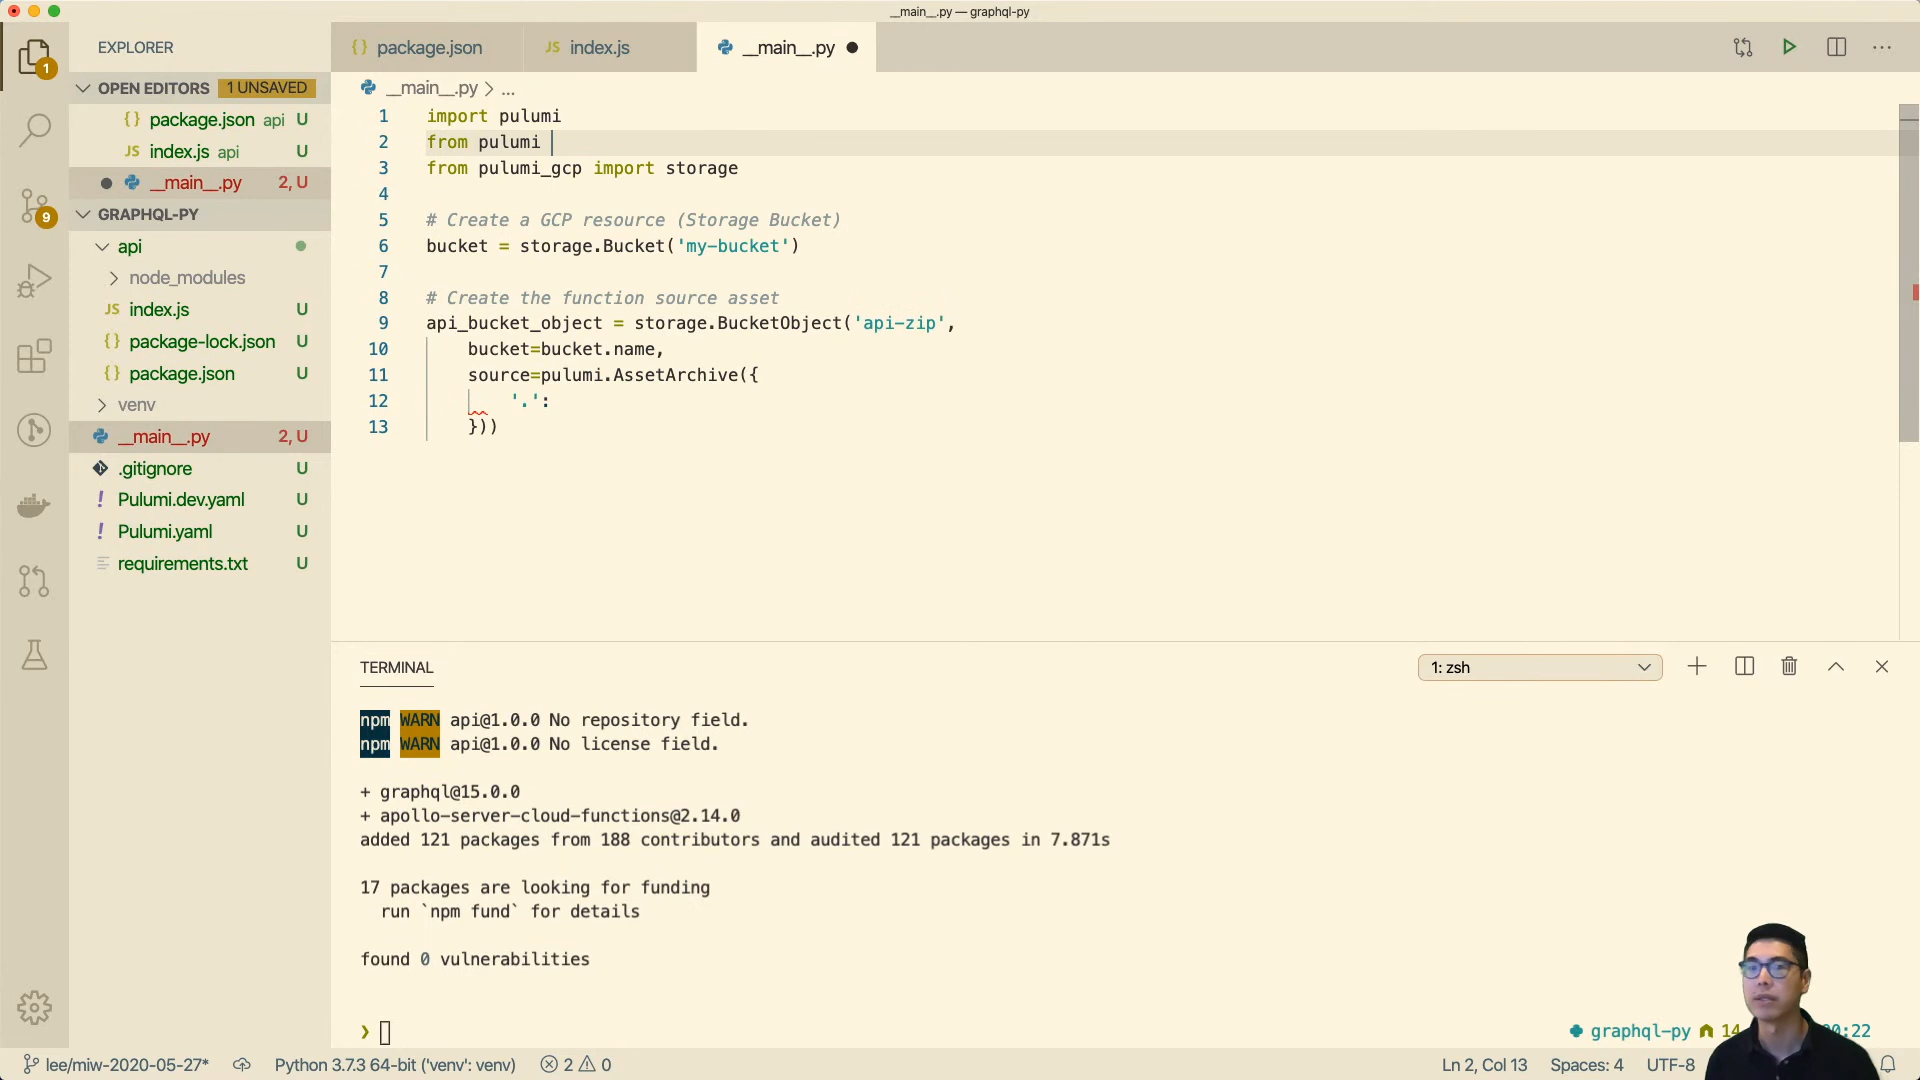 __main__.py — graphql-py
EXPLORER
OPEN EDITORS 1 UNSAVED
{} package.json api U
JS index.js api U
__main__.py 2, U
GRAPHQL-PY
api
node_modules
JS index.js U
{} package-lock.json U
{} package.json U
venv
__main__.py 2, U
.gitignore U
! Pulumi.dev.yaml U
! Pulumi.yaml U
requirements.txt U
1
9
{} package.json
JS index.js
__main__.py
__main__.py > ...
1 import pulumi
2 from pulumi
3 from pulumi_gcp import storage
4
5 # Create a GCP resource (Storage Bucket)
6 bucket = storage.Bucket('my-bucket')
7
8 # Create the function source asset
9 api_bucket_object = storage.BucketObject('api-zip',
10 bucket=bucket.name,
11 source=pulumi.AssetArchive({
12 '.':
13 }))
TERMINAL
1: zsh
npm WARN api@1.0.0 No repository field.
npm WARN api@1.0.0 No license field.
+ graphql@15.0.0
+ apollo-server-cloud-functions@2.14.0
added 121 packages from 188 contributors and audited 121 packages in 7.871s
17 packages are looking for funding
run `npm fund` for details
found 0 vulnerabilities
❯
graphql-py 14 :22
lee/miw-2020-05-27* Python 3.7.3 64-bit ('venv': venv) 2 0 Ln 2, Col 13 Spaces: 4 UTF-8